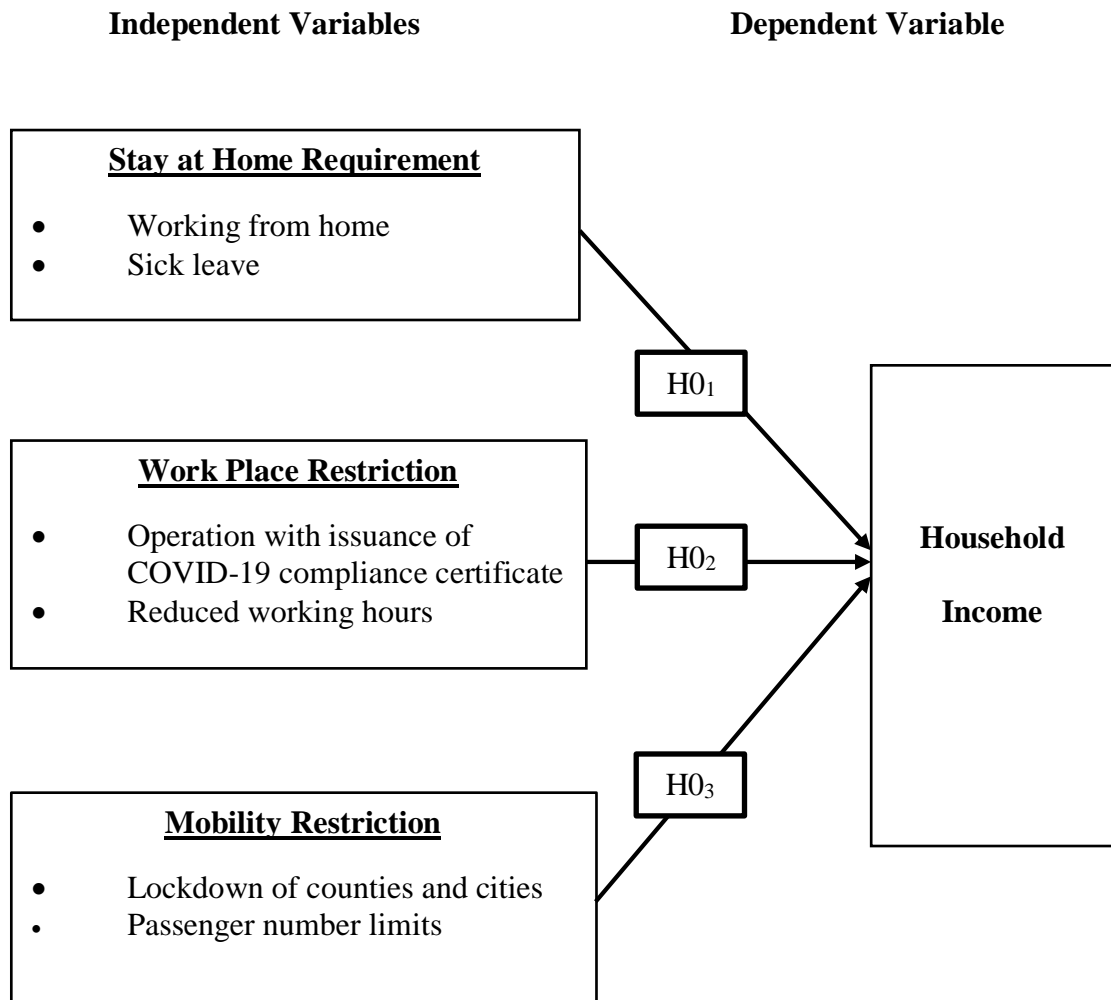 Independent Variables
Dependent Variable
Stay at Home Requirement
• Working from home
• Sick leave
H0₁
Work Place Restriction
• Operation with issuance of
COVID-19 compliance certificate
• Reduced working hours
H0₂
Household
Income
H0₃
Mobility Restriction
• Lockdown of counties and cities
• Passenger number limits